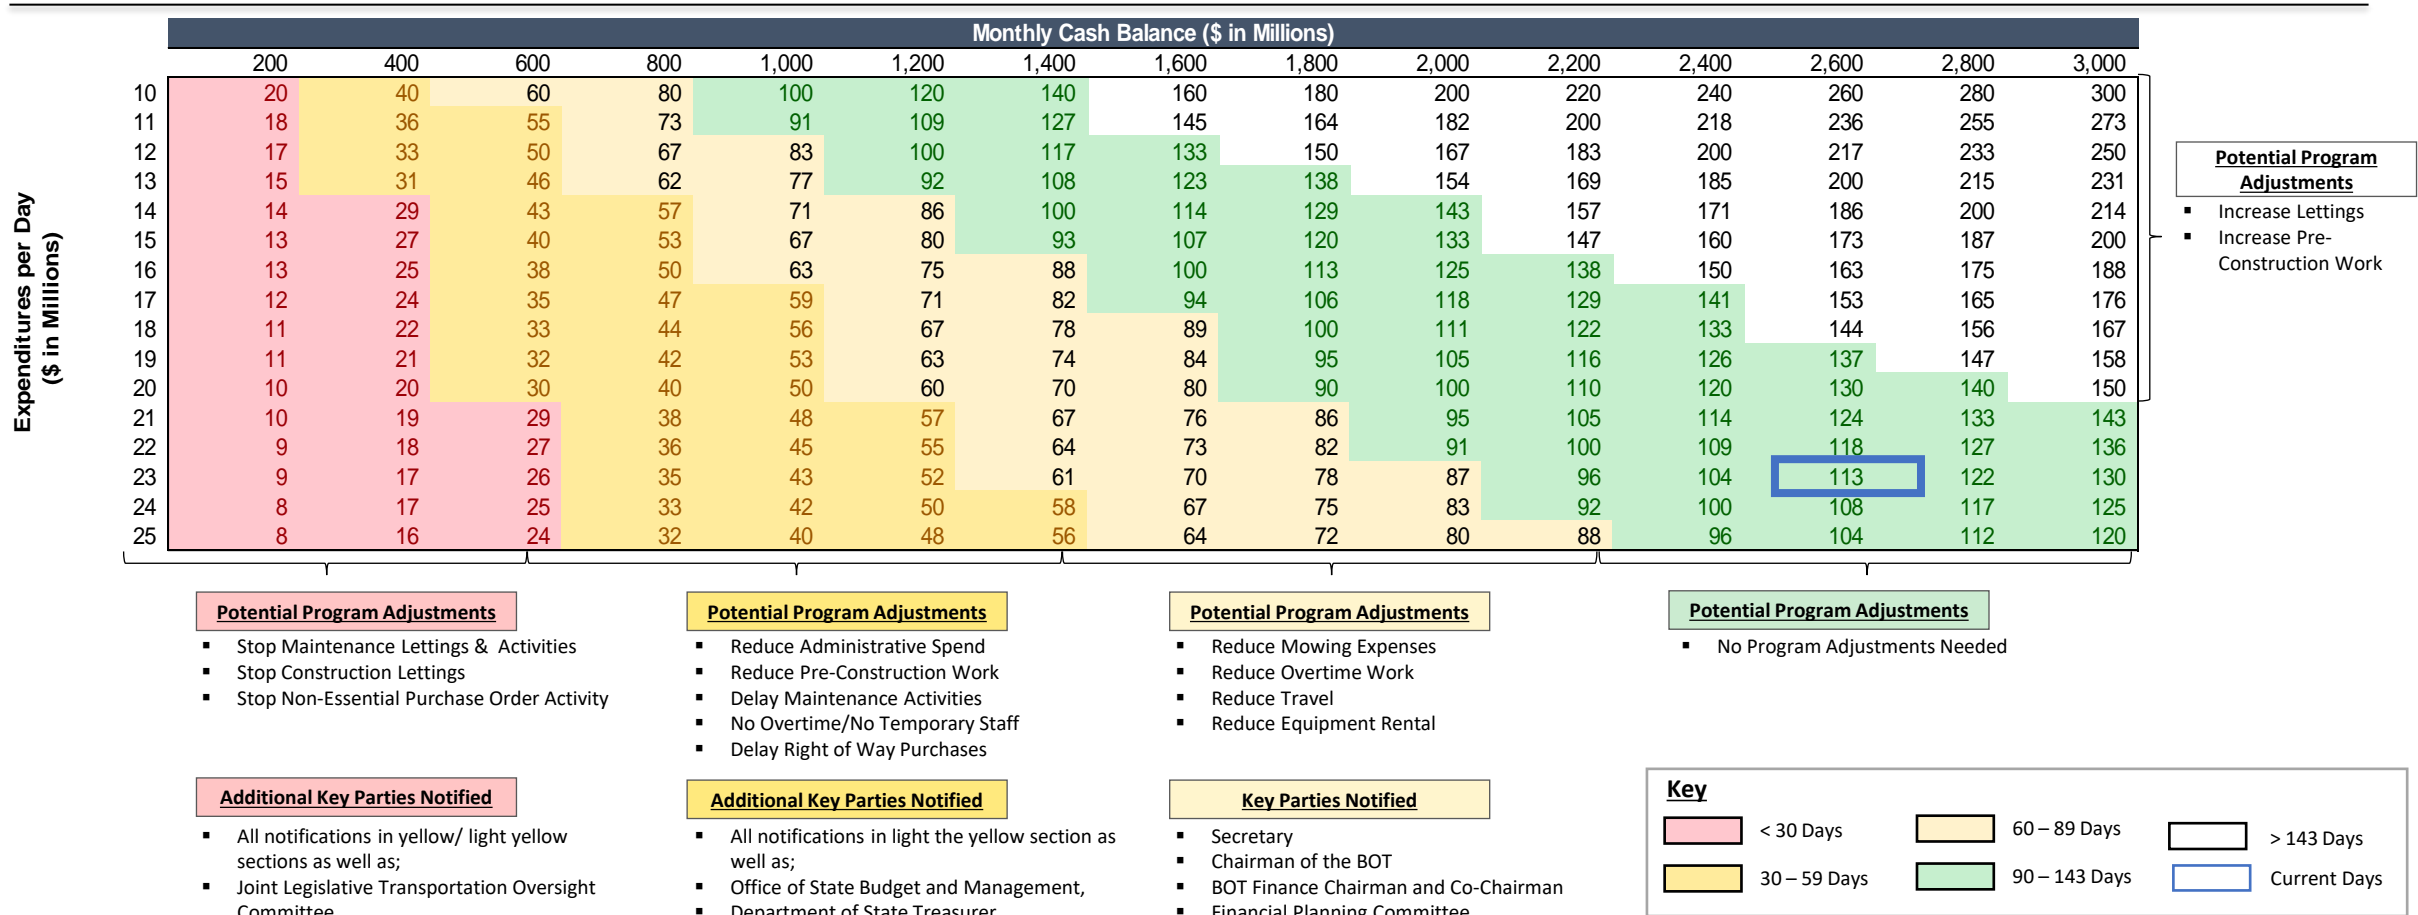 Monthly Cash Balance ($ in Millions)
200 400 600 800 1,000 1,200 1,400 1,600 1,800 2,000 2,200 2,400 2,600 2,800 3,000
Expenditures per Day
($ in Millions)
10 20 40 60 80 100 120 140 160 180 200 220 240 260 280 300
11 18 36 55 73 91 109 127 145 164 182 200 218 236 255 273
12 17 33 50 67 83 100 117 133 150 167 183 200 217 233 250
13 15 31 46 62 77 92 108 123 138 154 169 185 200 215 231
14 14 29 43 57 71 86 100 114 129 143 157 171 186 200 214
15 13 27 40 53 67 80 93 107 120 133 147 160 173 187 200
16 13 25 38 50 63 75 88 100 113 125 138 150 163 175 188
17 12 24 35 47 59 71 82 94 106 118 129 141 153 165 176
18 11 22 33 44 56 67 78 89 100 111 122 133 144 156 167
19 11 21 32 42 53 63 74 84 95 105 116 126 137 147 158
20 10 20 30 40 50 60 70 80 90 100 110 120 130 140 150
21 10 19 29 38 48 57 67 76 86 95 105 114 124 133 143
22 9 18 27 36 45 55 64 73 82 91 100 109 118 127 136
23 9 17 26 35 43 52 61 70 78 87 96 104 113 122 130
24 8 17 25 33 42 50 58 67 75 83 92 100 108 117 125
25 8 16 24 32 40 48 56 64 72 80 88 96 104 112 120
Potential Program
Adjustments
▪ Increase Lettings
▪ Increase Pre-
Construction Work
Potential Program Adjustments
▪ Stop Maintenance Lettings & Activities
▪ Stop Construction Lettings
▪ Stop Non-Essential Purchase Order Activity
Potential Program Adjustments
▪ Reduce Administrative Spend
▪ Reduce Pre-Construction Work
▪ Delay Maintenance Activities
▪ No Overtime/No Temporary Staff
▪ Delay Right of Way Purchases
Potential Program Adjustments
▪ Reduce Mowing Expenses
▪ Reduce Overtime Work
▪ Reduce Travel
▪ Reduce Equipment Rental
Potential Program Adjustments
▪ No Program Adjustments Needed
Additional Key Parties Notified
▪ All notifications in yellow/ light yellow
sections as well as;
▪ Joint Legislative Transportation Oversight
Committee
Additional Key Parties Notified
▪ All notifications in light the yellow section as
well as;
▪ Office of State Budget and Management,
▪ Department of State Treasurer
Key Parties Notified
▪ Secretary
▪ Chairman of the BOT
▪ BOT Finance Chairman and Co-Chairman
▪ Financial Planning Committee
Key
< 30 Days
60 – 89 Days
> 143 Days
30 – 59 Days
90 – 143 Days
Current Days